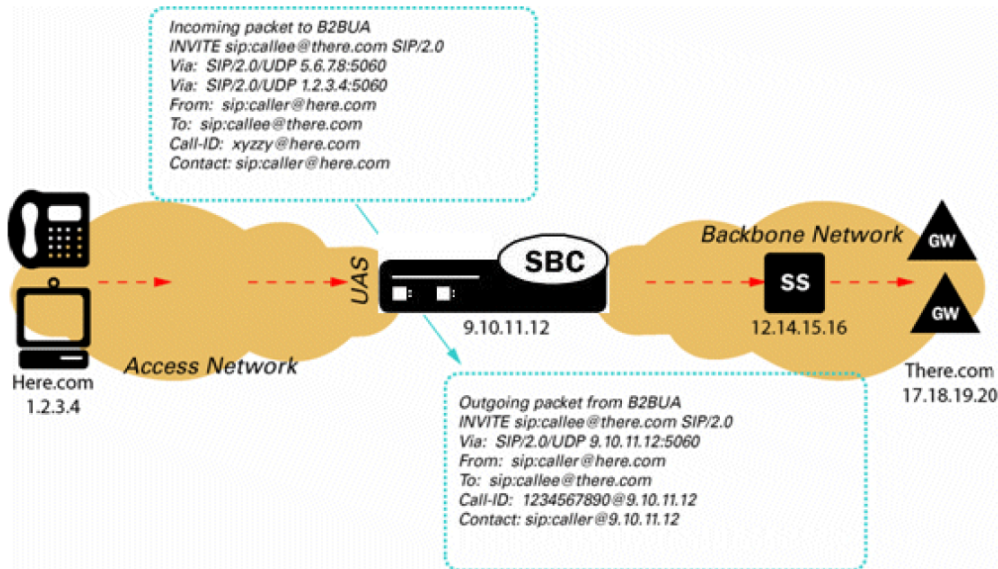 Incoming packet to B2BUA
INVITE sip:callee@there.com SIP/2.0
Via: SIP/2.0/UDP 5.6.7.8:5060
Via: SIP/2.0/UDP 1.2.3.4:5060
From: sip:caller@here.com
To: sip:callee@there.com
Call-ID: xyzzy@here.com
Contact: sip:caller@here.com
UAS
SBC
9.10.11.12
Backbone Network
SS
12.14.15.16
GW
GW
Access Network
Here.com
1.2.3.4
There.com
17.18.19.20
Outgoing packet from B2BUA
INVITE sip:callee@there.com SIP/2.0
Via: SIP/2.0/UDP 9.10.11.12:5060
From: sip:caller@here.com
To: sip:callee@there.com
Call-ID: 1234567890@9.10.11.12
Contact: sip:caller@9.10.11.12